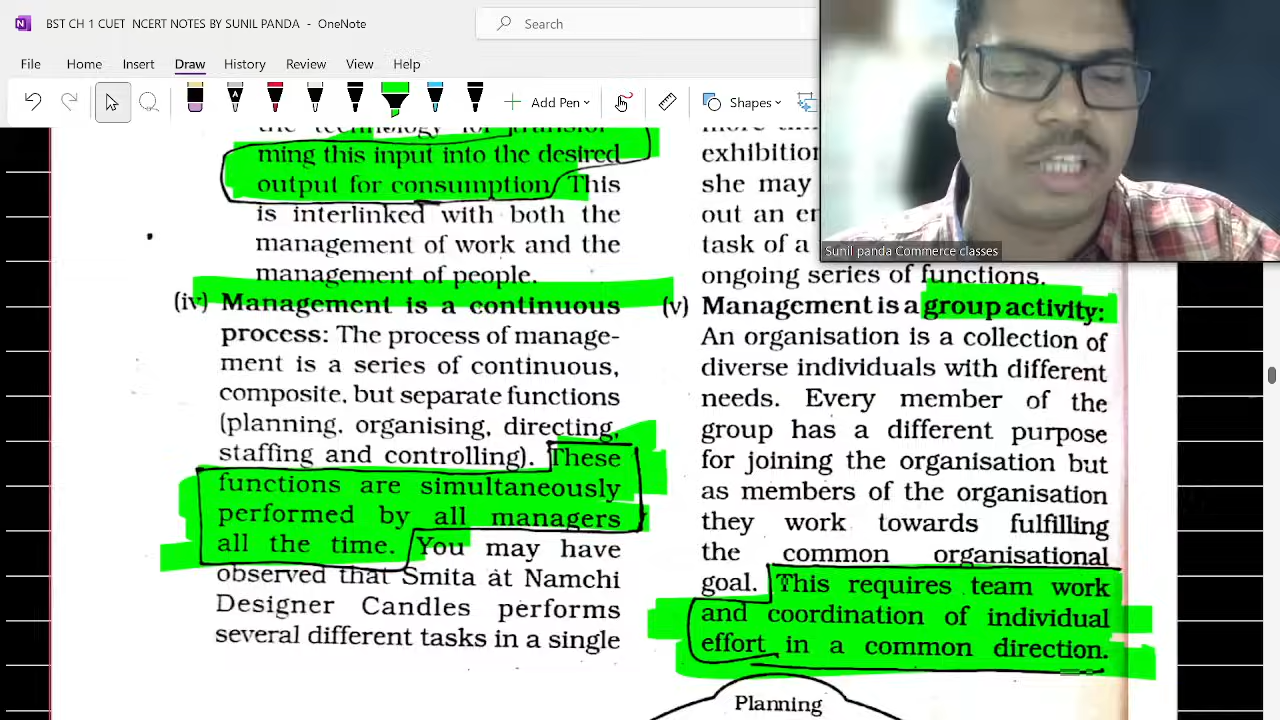 BST CH 1 CUET NCERT NOTES BY SUNIL PANDA - OneNote
Search
File Home Insert Draw History Review View Help
Add Pen
Shapes
the technology for transfor-
ming this input into the desired
output for consumption. This
is interlinked with both the
management of work and the
management of people.
(iv) Management is a continuous
process: The process of manage-
ment is a series of continuous,
composite, but separate functions
(planning, organising, directing,
staffing and controlling). These
functions are simultaneously
performed by all managers
all the time. You may have
observed that Smita at Namchi
Designer Candles performs
several different tasks in a single
exhibition
she may
out an
task of a
ongoing series of functions.
(v) Management is a group activity:
An organisation is a collection of
diverse individuals with different
needs. Every member of the
group has a different purpose
for joining the organisation but
as members of the organisation
they work towards fulfilling
the common organisational
goal. This requires team work
and coordination of individual
effort in a common direction.
Planning
Sunil panda Commerce classes